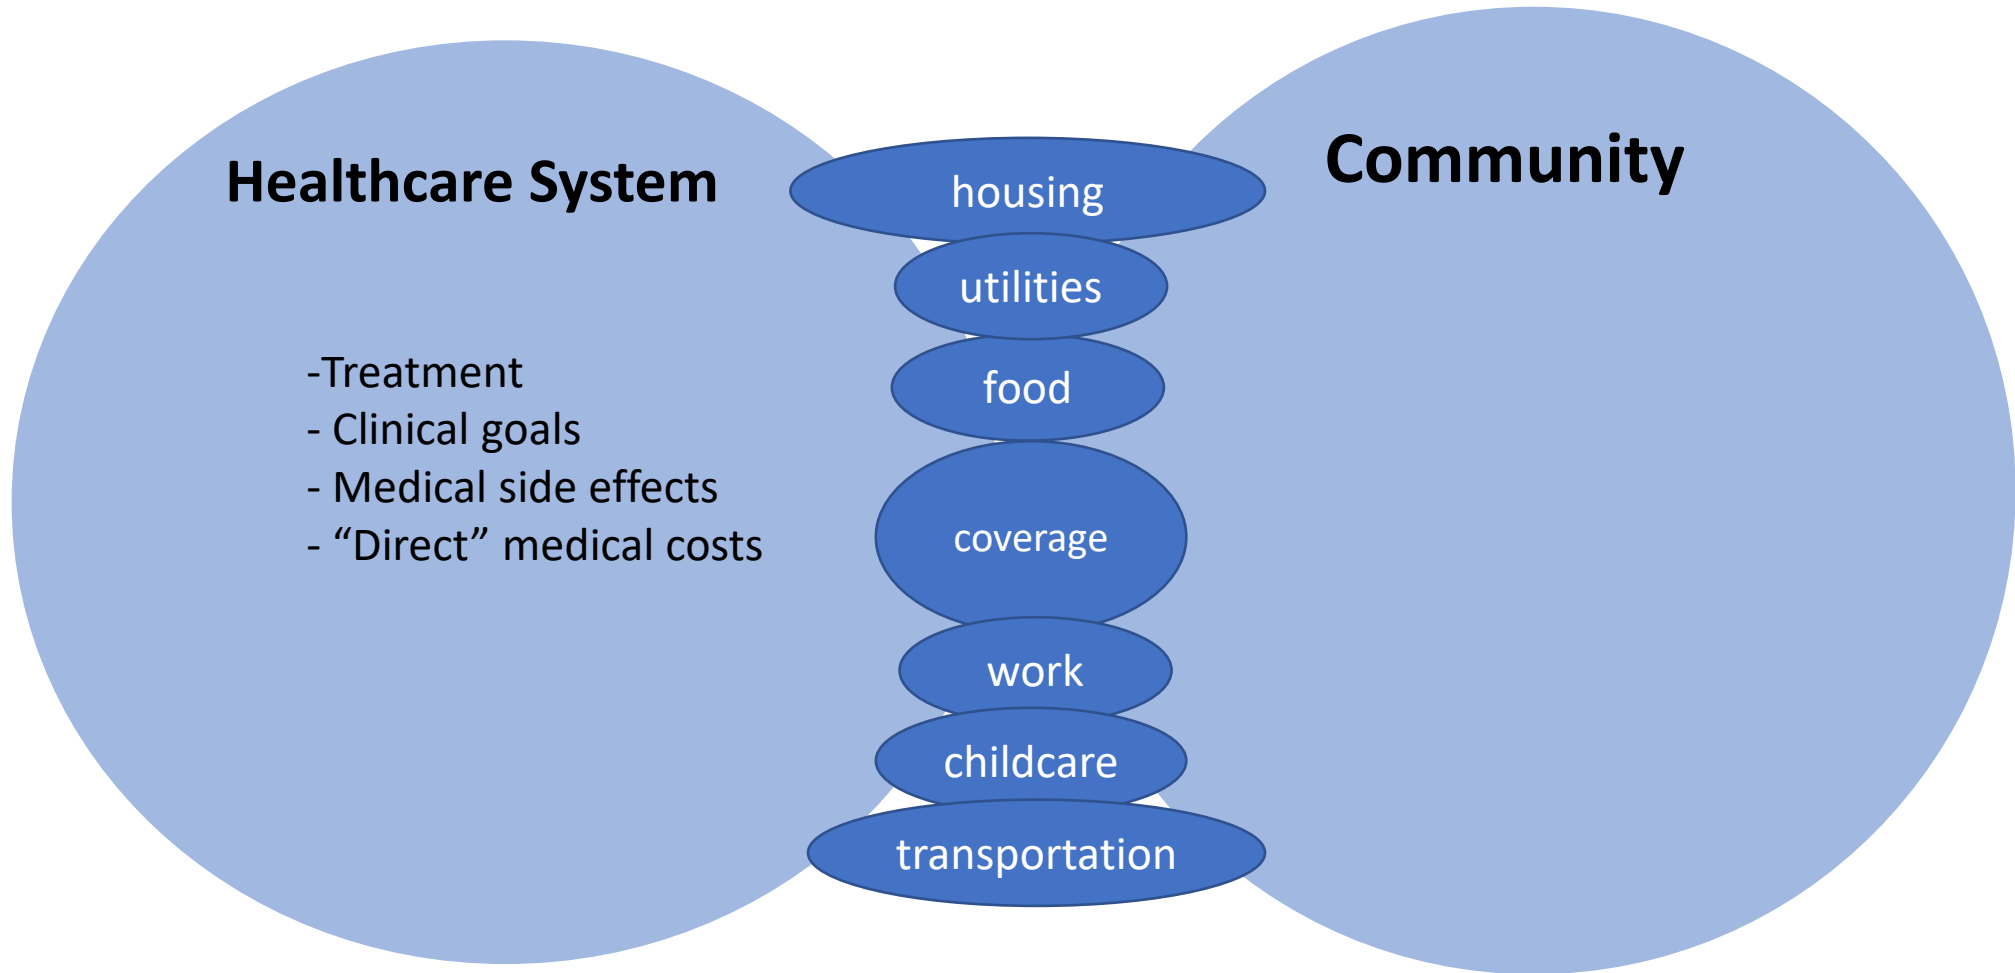 Healthcare System
-Treatment
- Clinical goals
- Medical side effects
- “Direct” medical costs
housing
utilities
food
coverage
work
childcare
transportation
Community